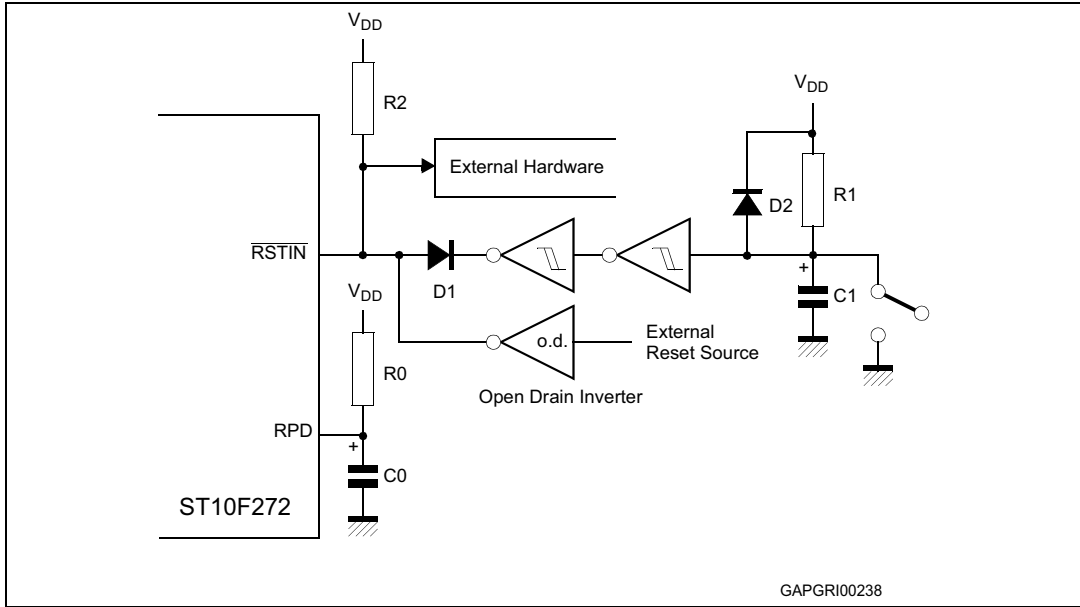 VDD
R2
VDD
External Hardware
D2
R1
RSTIN
D1
+
C1
VDD
o.d.
External
Reset Source
R0
Open Drain Inverter
RPD
+
C0
ST10F272
GAPGRI00238